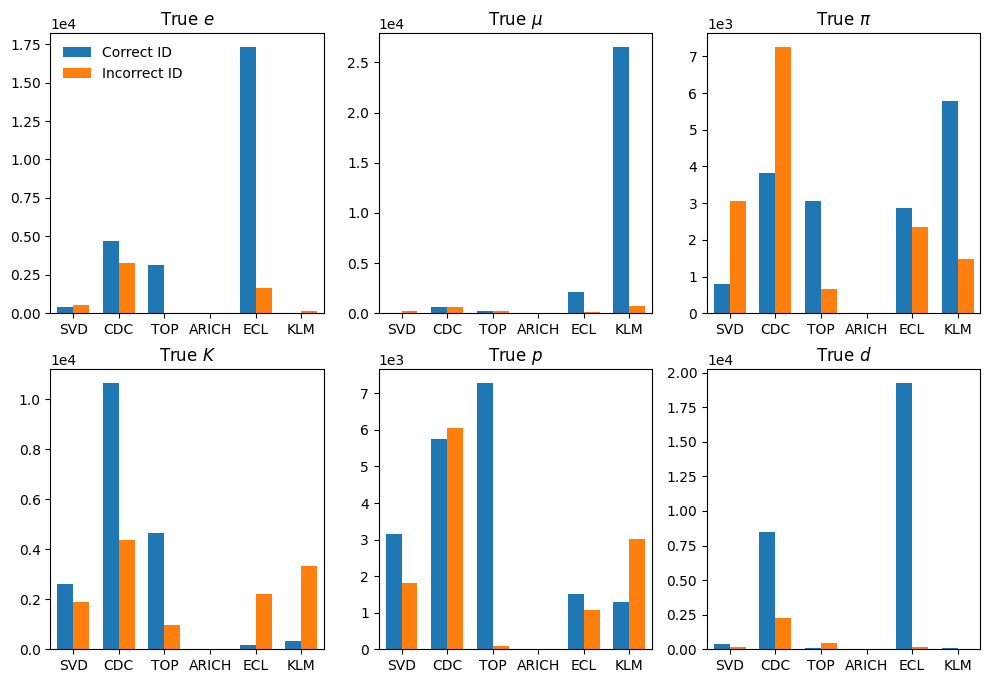 True e
1e4
1.75
1.50
1.25
1.00
0.75
0.50
0.25
0.00
Correct ID
Incorrect ID
SVD CDC TOP ARICH ECL KLM
True μ
1e4
2.5
2.0
1.5
1.0
0.5
0.0
SVD CDC TOP ARICH ECL KLM
True π
1e3
7
6
5
4
3
2
1
0
SVD CDC TOP ARICH ECL KLM
True K
1e4
1.0
0.8
0.6
0.4
0.2
0.0
SVD CDC TOP ARICH ECL KLM
True p
1e3
7
6
5
4
3
2
1
0
SVD CDC TOP ARICH ECL KLM
True d
1e4
2.00
1.75
1.50
1.25
1.00
0.75
0.50
0.25
0.00
SVD CDC TOP ARICH ECL KLM